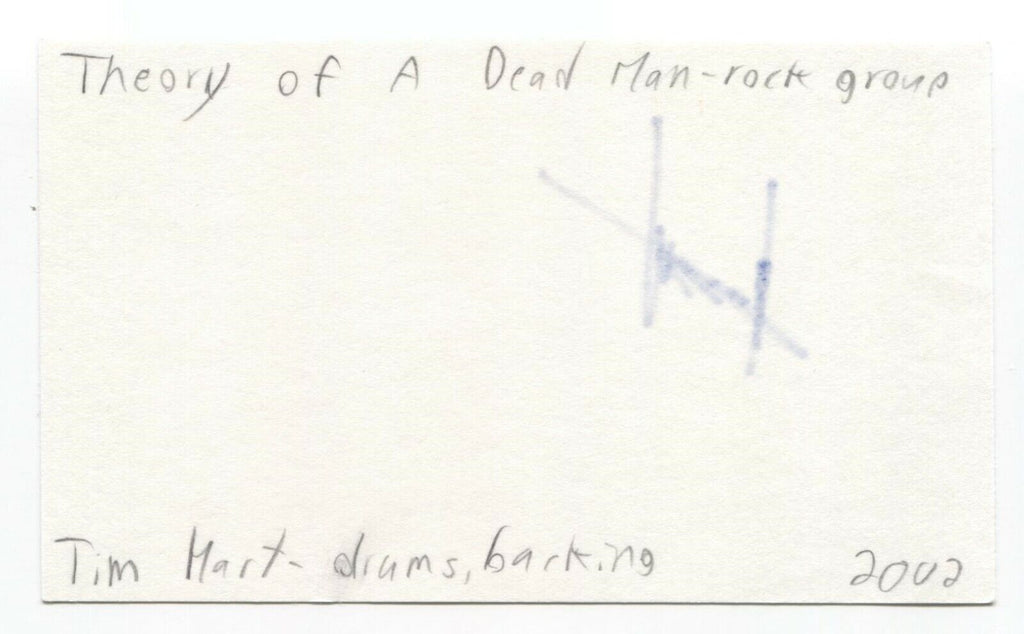 Theory of A Dead Man-rock group
Tim Hart- drums, backing
2002